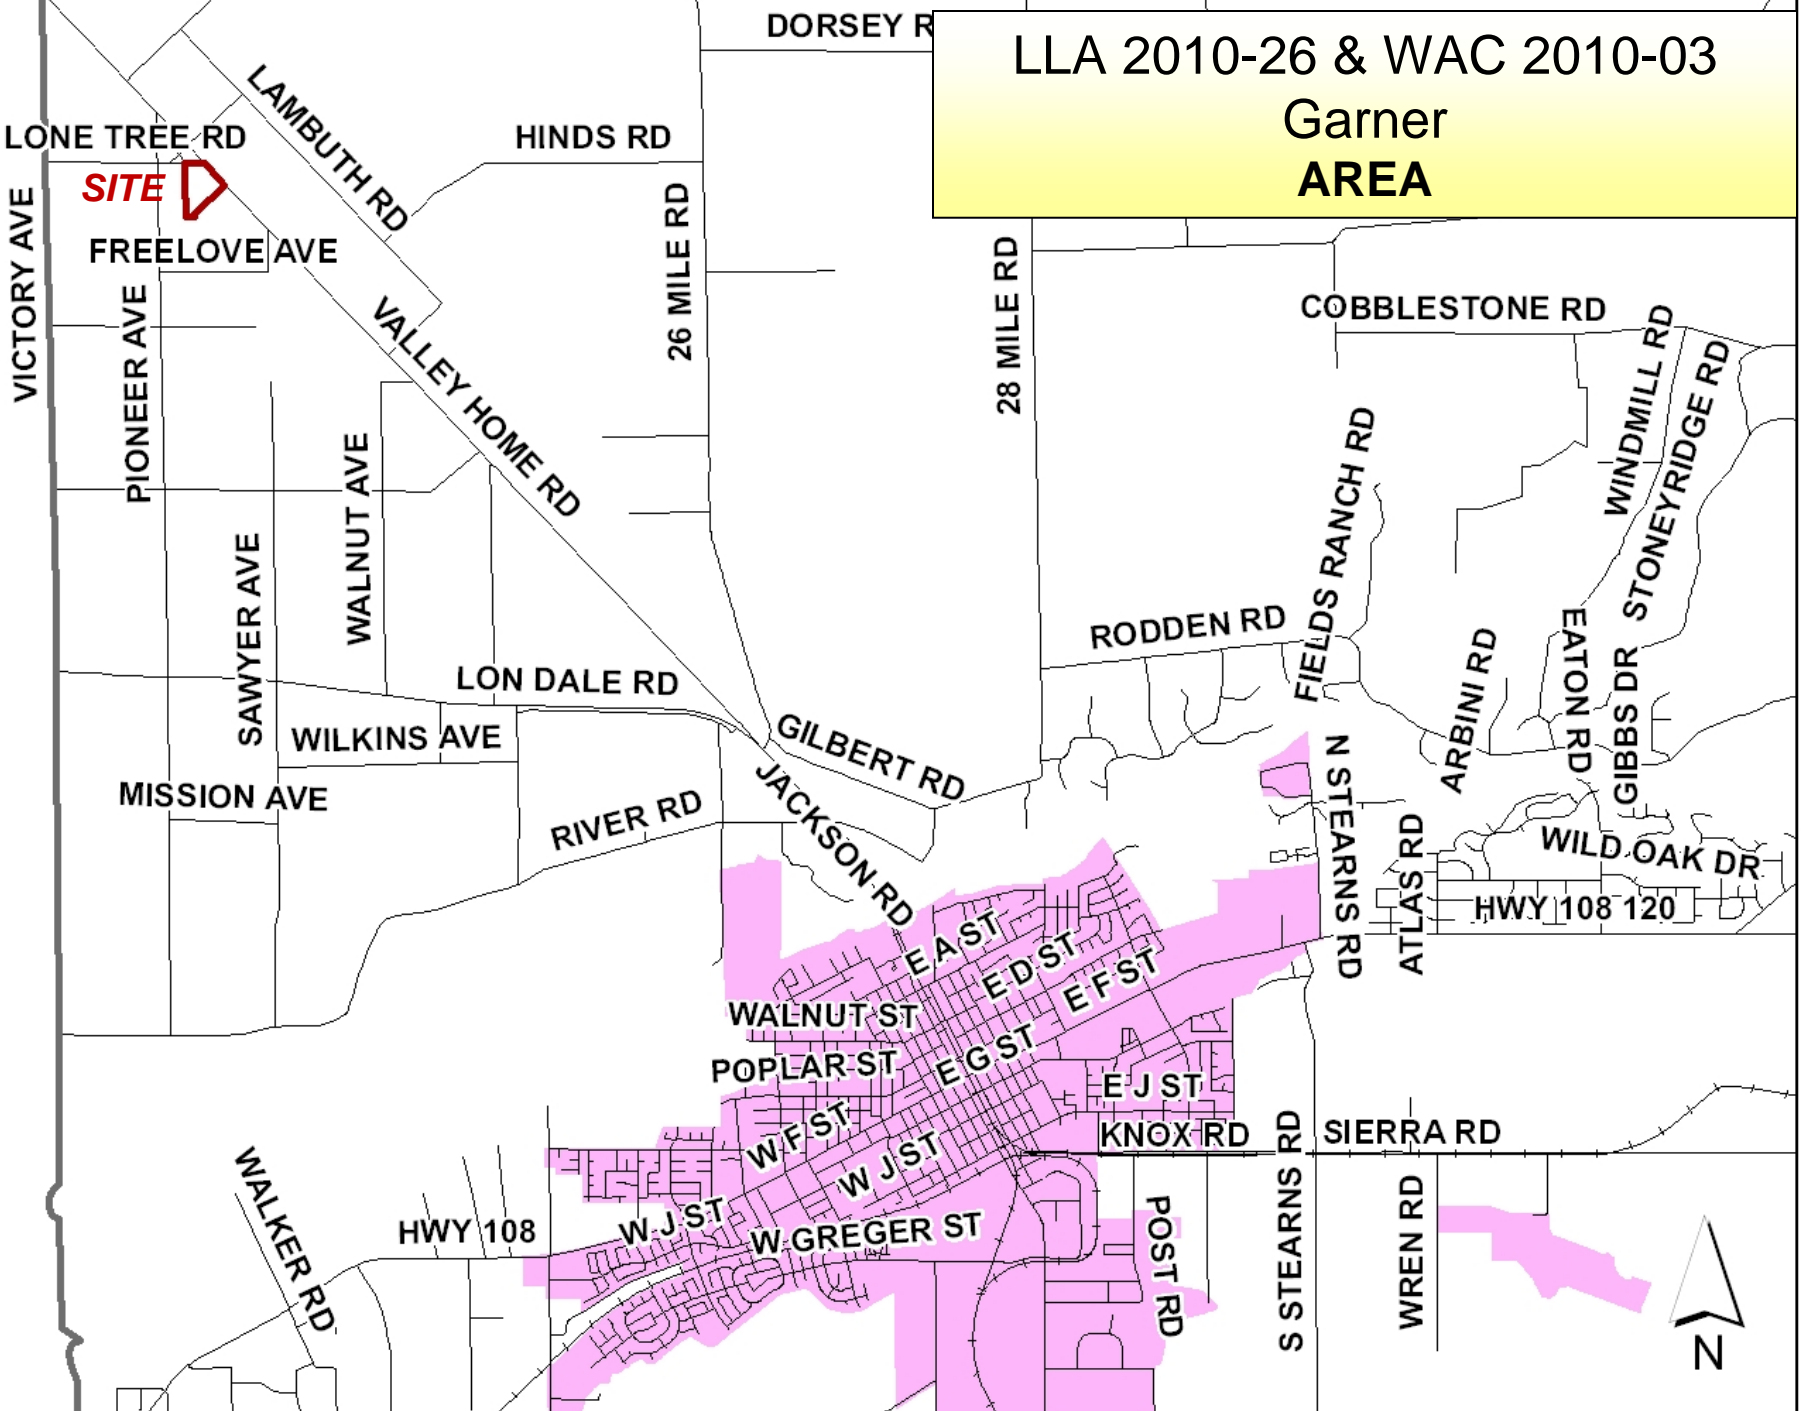 DORSEY R
LLA 2010-26 & WAC 2010-03
Garner
AREA
LAMBUTH RD
LONE TREE RD
HINDS RD
SITE
VICTORY AVE
26 MILE RD
FREELOVE AVE
28 MILE RD
PIONEER AVE
VALLEY HOME RD
COBBLESTONE RD
WINDMILL RD
STONEYRIDGE RD
FIELDS RANCH RD
WALNUT AVE
SAWYER AVE
RODDEN RD
EATON RD
ARBINI RD
GIBBS DR
LON DALE RD
WILKINS AVE
GILBERT RD
MISSION AVE
JACKSON RD
RIVER RD
N STEARNS RD
ATLAS RD
WILD OAK DR
HWY 108 120
E A ST
E D ST
E F ST
WALNUT ST
E G ST
POPLAR ST
E J ST
W F ST
KNOX RD
SIERRA RD
W J ST
WALKER RD
HWY 108
W J ST
W GREGER ST
POST RD
S STEARNS RD
WREN RD
N